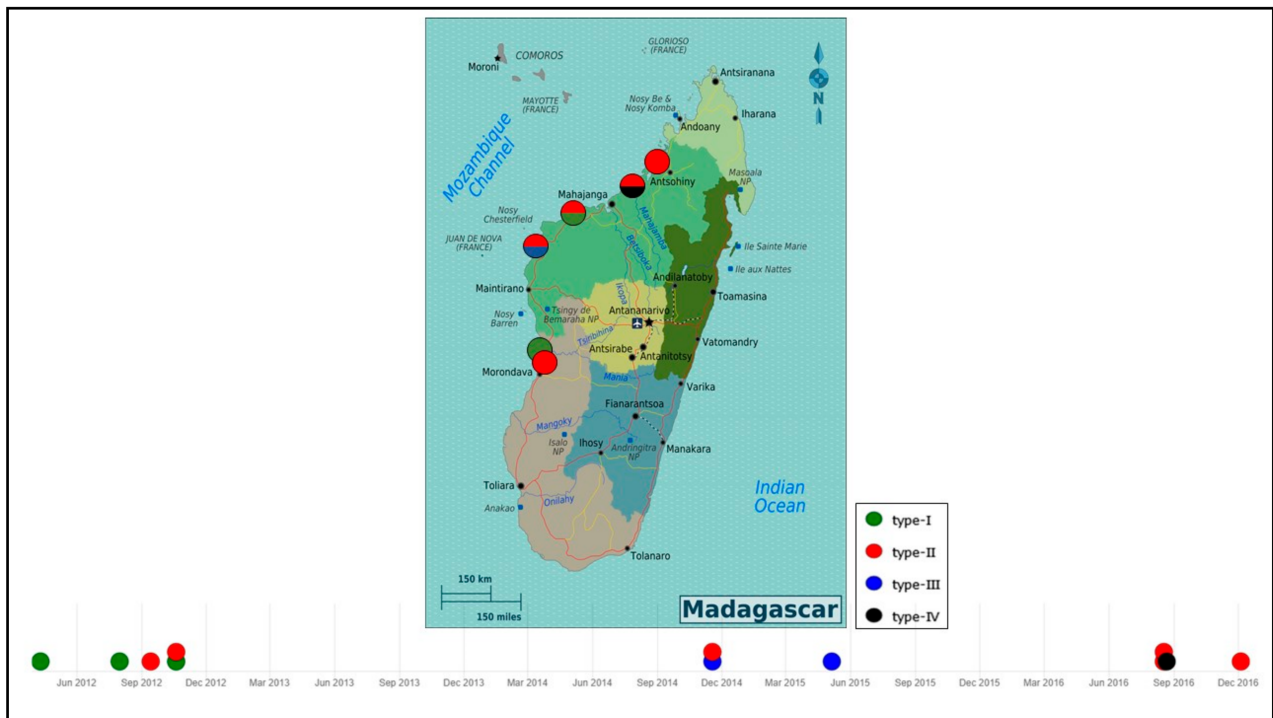 GLORIOSO
(FRANCE)
COMOROS
Moroni
Antsiranana
MAYOTTE
(FRANCE)
Nosy Be &
Nosy Komba
N
Iharana
Andoany
Mozambique
Channel
Masoala
NP
Antsohiny
Mahajanga
Nosy
Chesterfield
Mahajamba
JUAN DE NOVA
(FRANCE)
Betsiboka
Ile Sainte Marie
Ile aux Nattes
Andilanatoby
Maintirano
Ikopa
Toamasina
Antananarivo
Tsingy de
Bemaraha NP
Nosy
Barren
Tsiribihina
Vatomandry
Antsirabe
Antanitotsy
Morondava
Mania
Varika
Fianarantsoa
Mangoky
Isalo
NP
Ihosy
Andringitra
NP
Manakara
Toliara
Onilahy
Anakao
Indian
Ocean
Tolanaro
150 km
150 miles
Madagascar
type-I
type-II
type-III
type-IV
Jun 2012 Sep 2012 Dec 2012 Mar 2013 Jun 2013 Sep 2013 Dec 2013 Mar 2014 Jun 2014 Sep 2014 Dec 2014 Mar 2015 Jun 2015 Sep 2015 Dec 2015 Mar 2016 Jun 2016 Sep 2016 Dec 2016